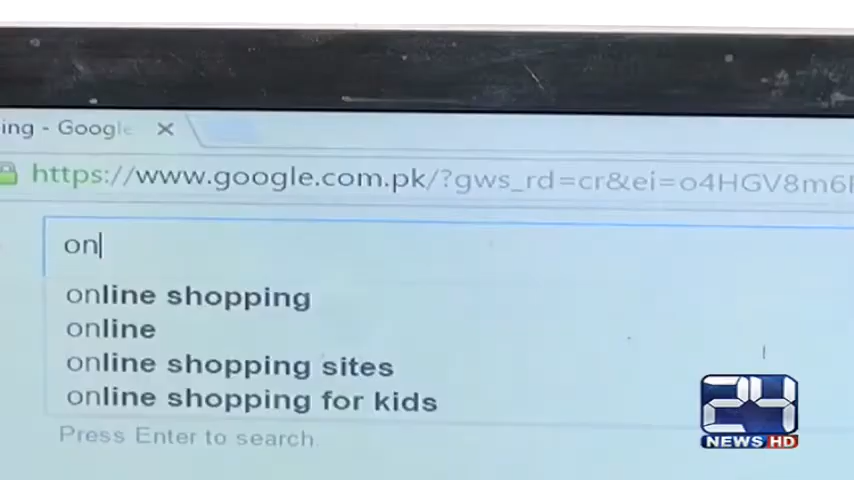 ing - Google
https://www.google.com.pk/?gws_rd=cr&ei=o4HGV8m6
on
online shopping
online
online shopping sites
online shopping for kids
Press Enter to search.
24
NEWS HD